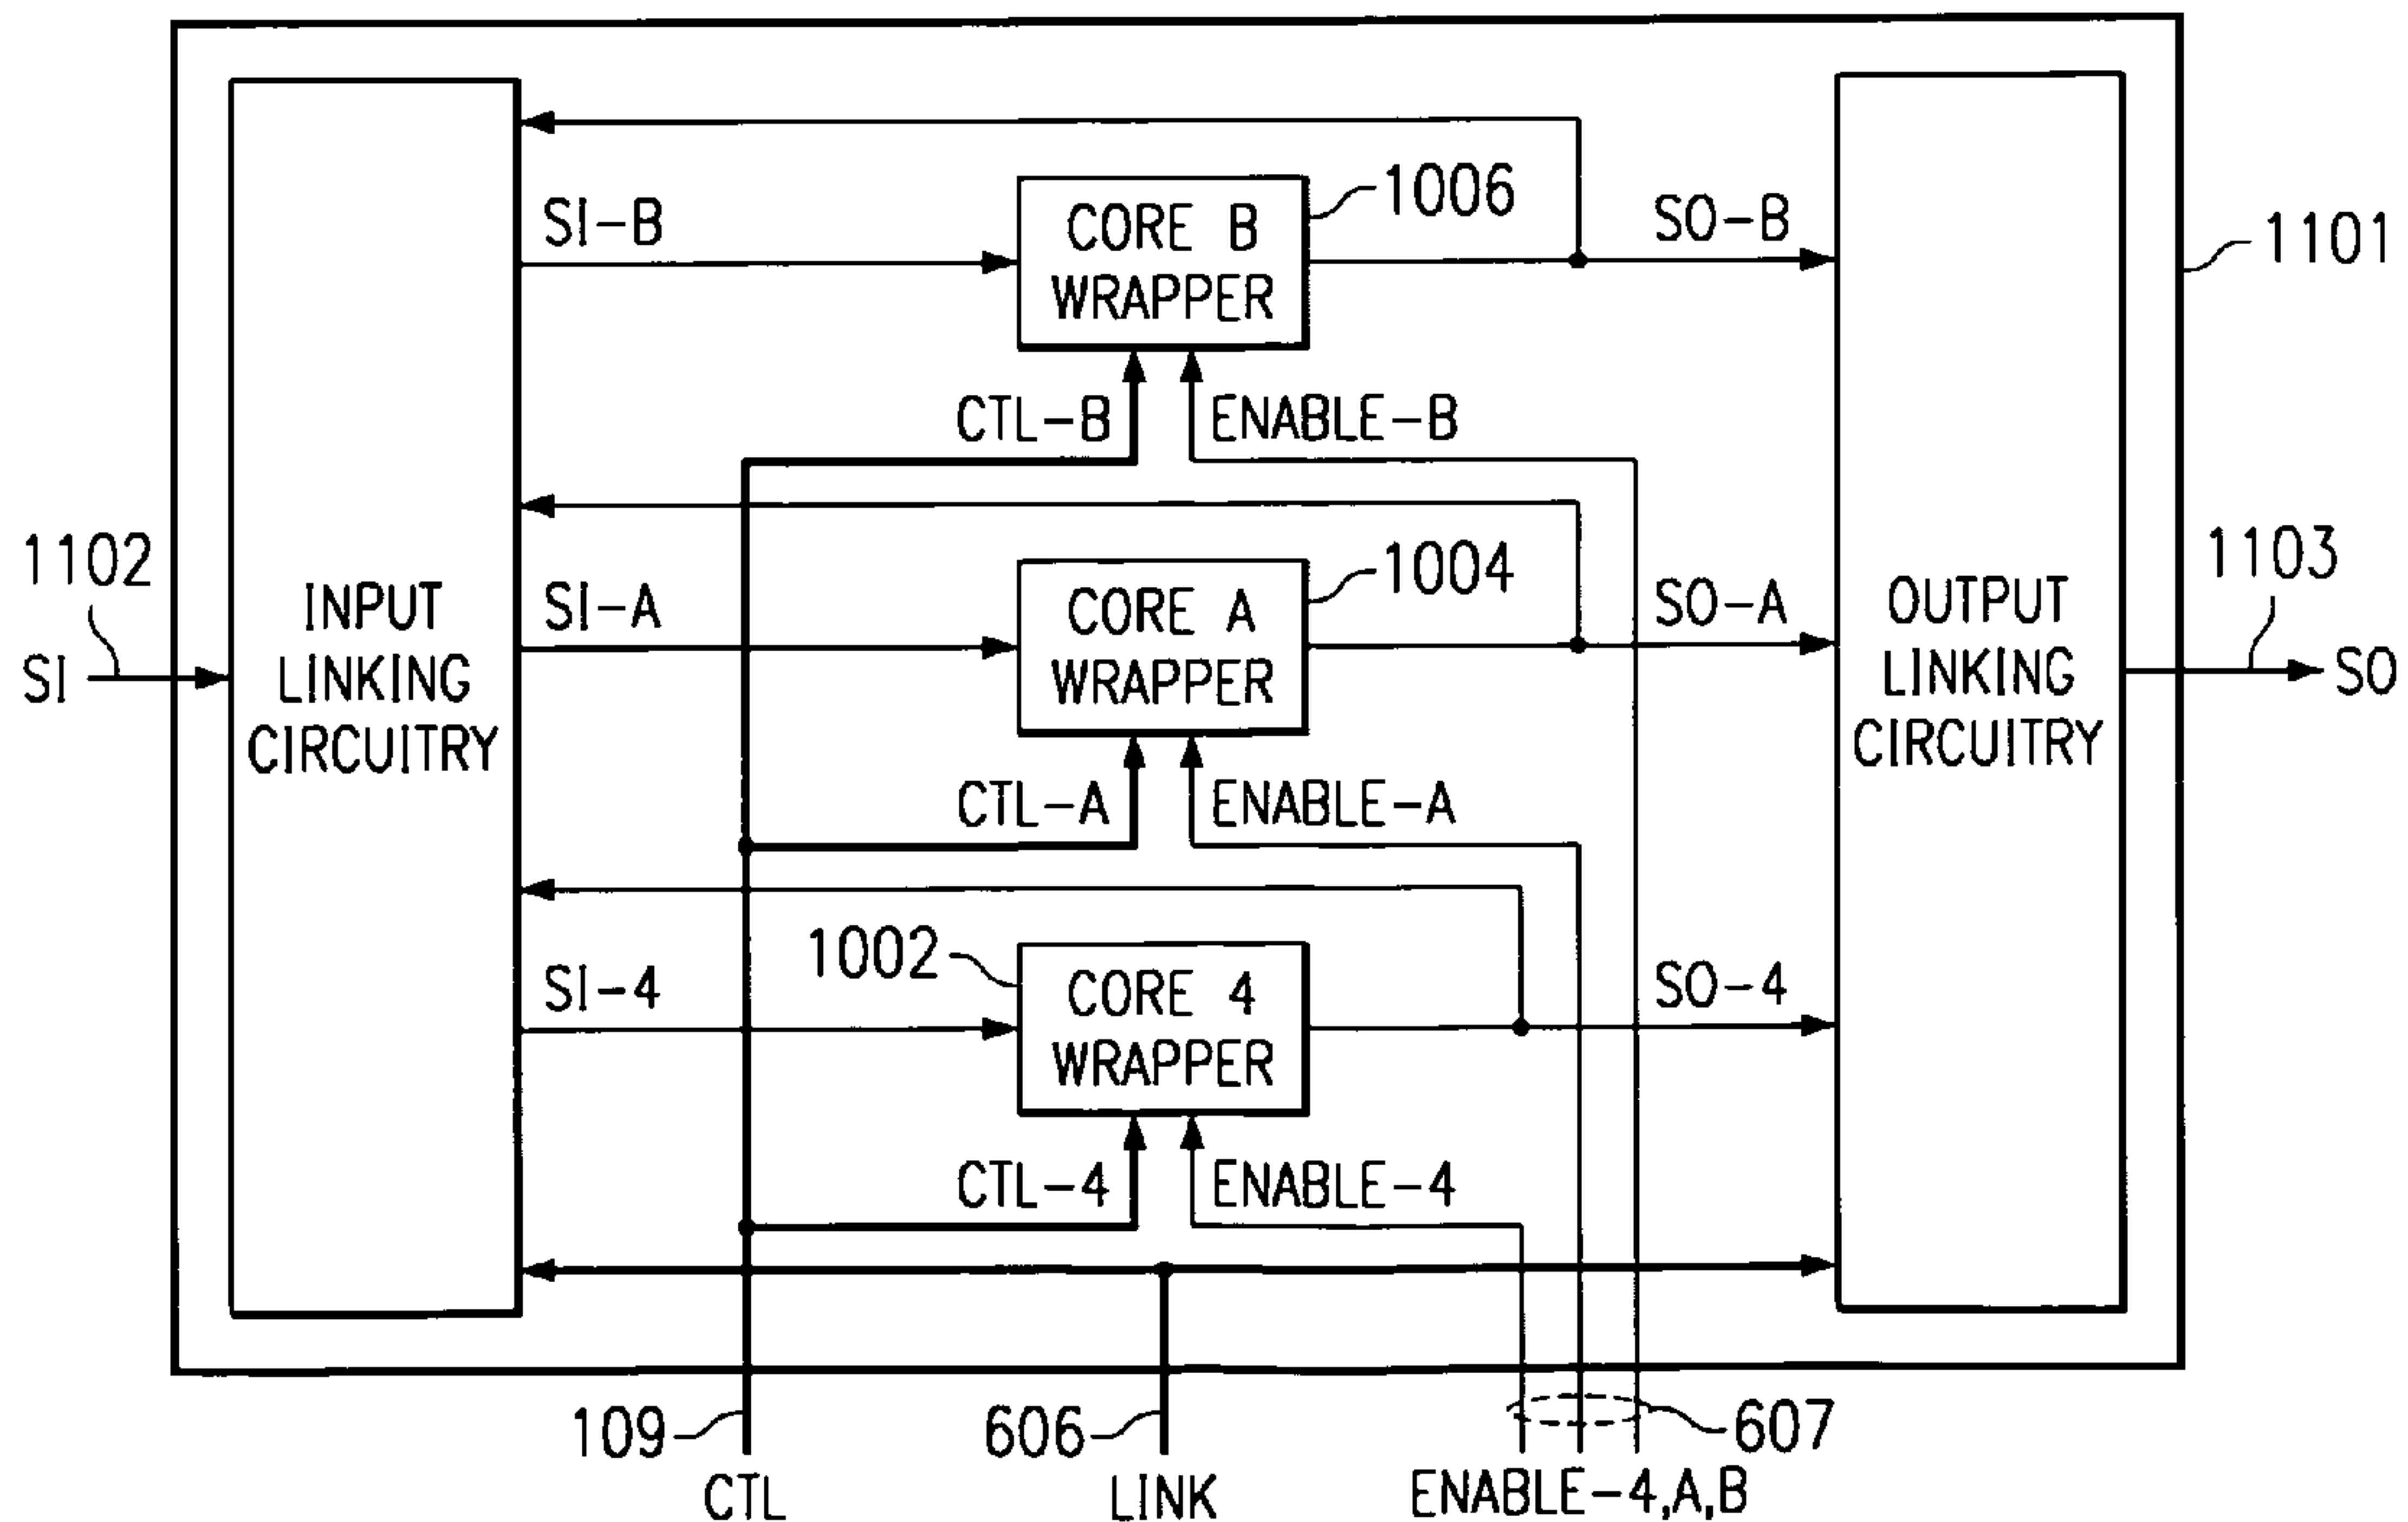 1006
SI-B
CORE B
WRAPPER
SO-B
1101
CTL-B
ENABLE-B
1102
1004
1103
INPUT
LINKING
CIRCUITRY
SI-A
CORE A
WRAPPER
SO-A
OUTPUT
LINKING
CIRCUITRY
SI
SO
CTL-A
ENABLE-A
1002
SI-4
CORE 4
WRAPPER
SO-4
CTL-4
ENABLE-4
109
606
607
CTL
LINK
ENABLE-4,A,B